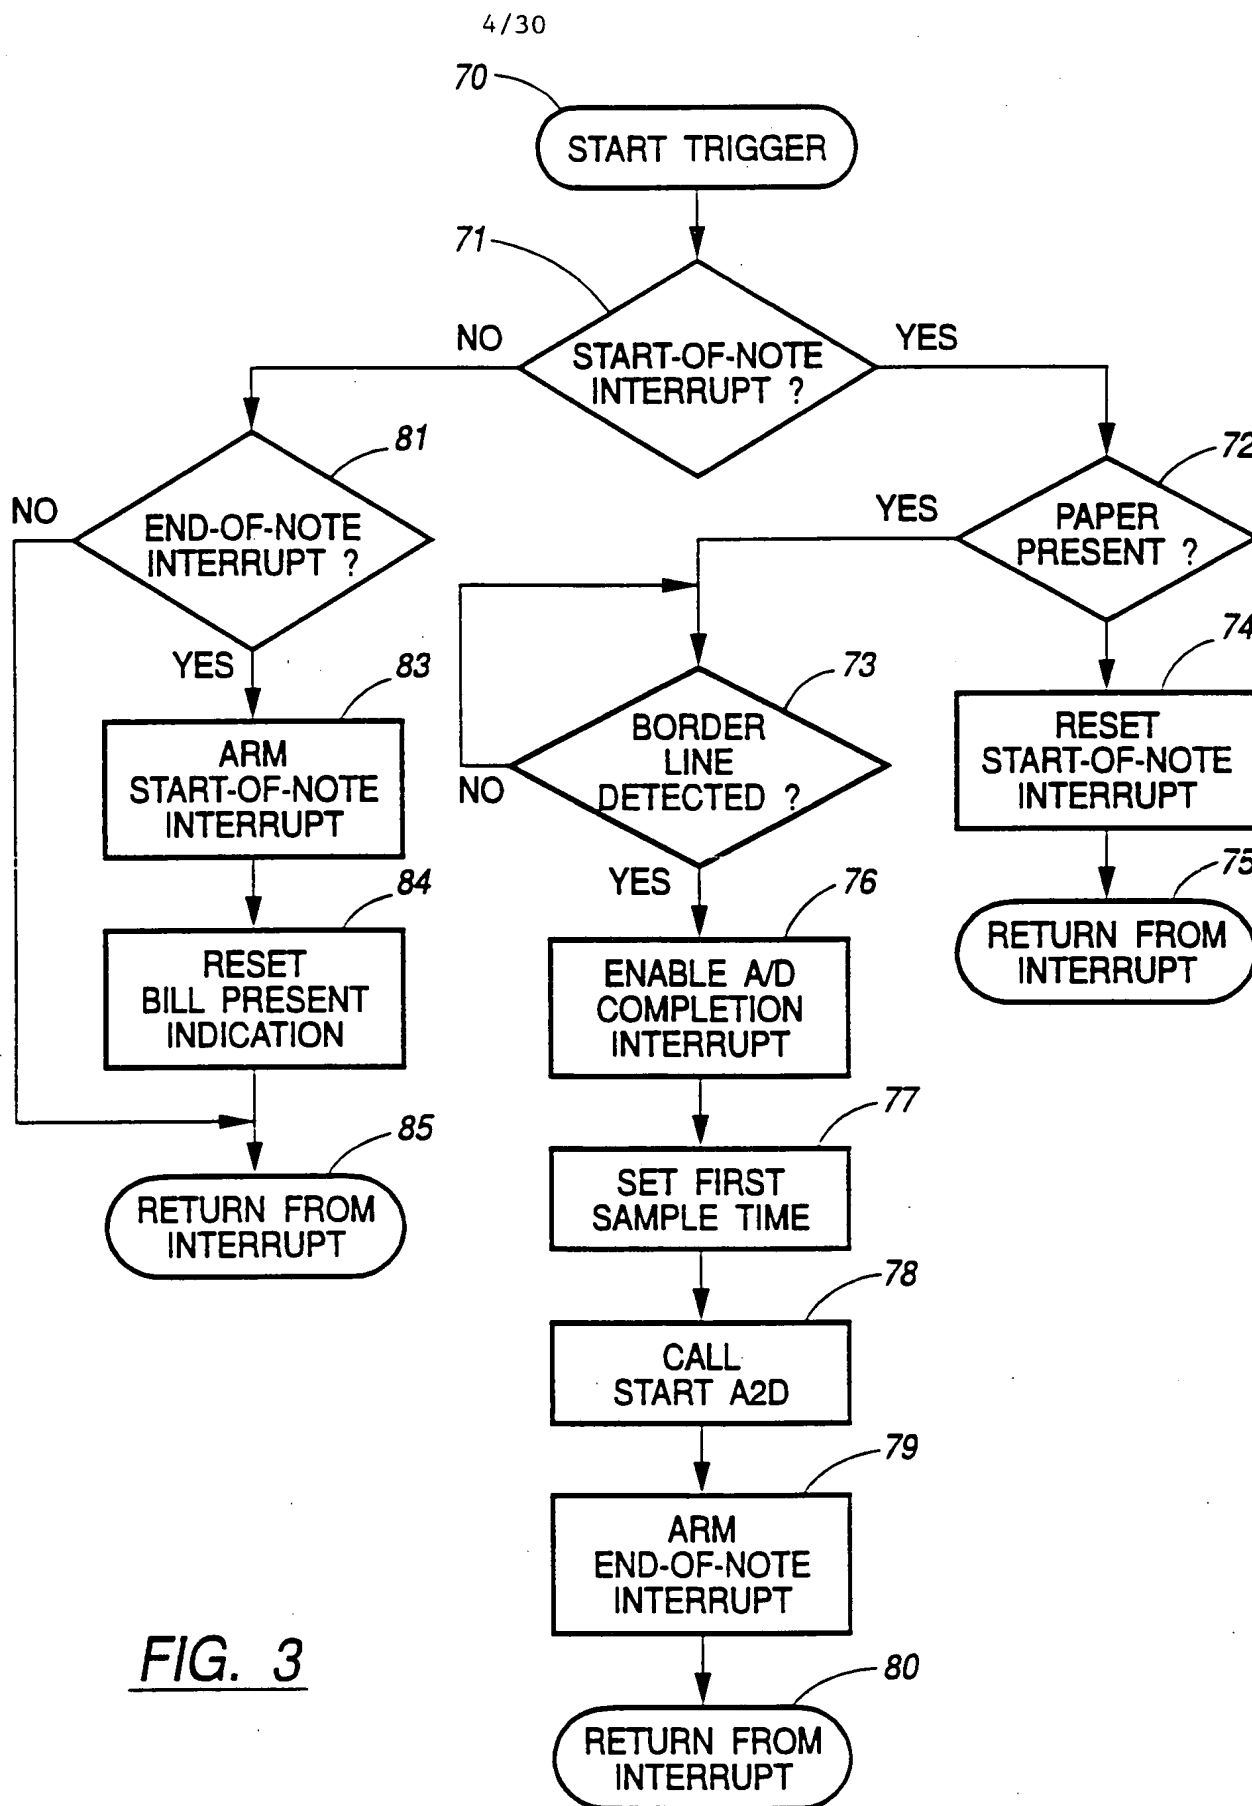 4/30
70
START TRIGGER
71
NO
YES
START-OF-NOTE
INTERRUPT ?
81
72
NO
END-OF-NOTE
INTERRUPT ?
YES
PAPER
PRESENT ?
YES
83
73
74
ARM
START-OF-NOTE
INTERRUPT
BORDER
LINE
DETECTED ?
NO
RESET
START-OF-NOTE
INTERRUPT
YES
84
76
75
RESET
BILL PRESENT
INDICATION
ENABLE A/D
COMPLETION
INTERRUPT
RETURN FROM
INTERRUPT
85
77
RETURN FROM
INTERRUPT
SET FIRST
SAMPLE TIME
78
CALL
START A2D
79
ARM
END-OF-NOTE
INTERRUPT
80
RETURN FROM
INTERRUPT
FIG. 3